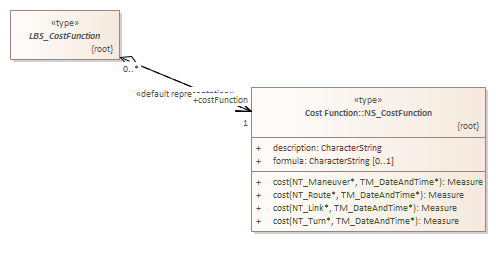 «type»
LBS_CostFunction
{root}
0..*
«default representation»
+costFunction
1
«type»
Cost Function::NS_CostFunction
{root}
+ description: CharacterString
+ formula: CharacterString [0..1]
+ cost(NT_Maneuver*, TM_DateAndTime*): Measure
+ cost(NT_Route*, TM_DateAndTime*): Measure
+ cost(NT_Link*, TM_DateAndTime*): Measure
+ cost(NT_Turn*, TM_DateAndTime*): Measure